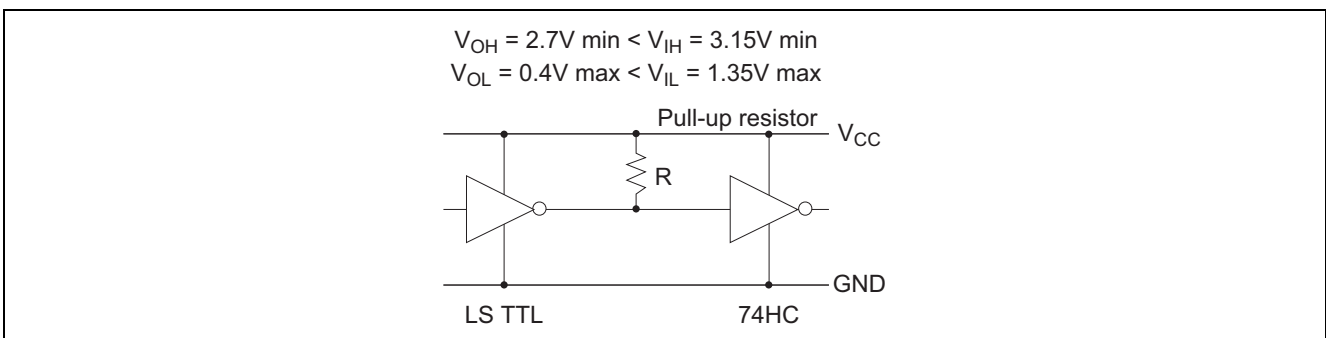 V_OH = 2.7V min < V_IH = 3.15V min
V_OL = 0.4V max < V_IL = 1.35V max
Pull-up resistor
V_CC
R
GND
LS TTL
74HC